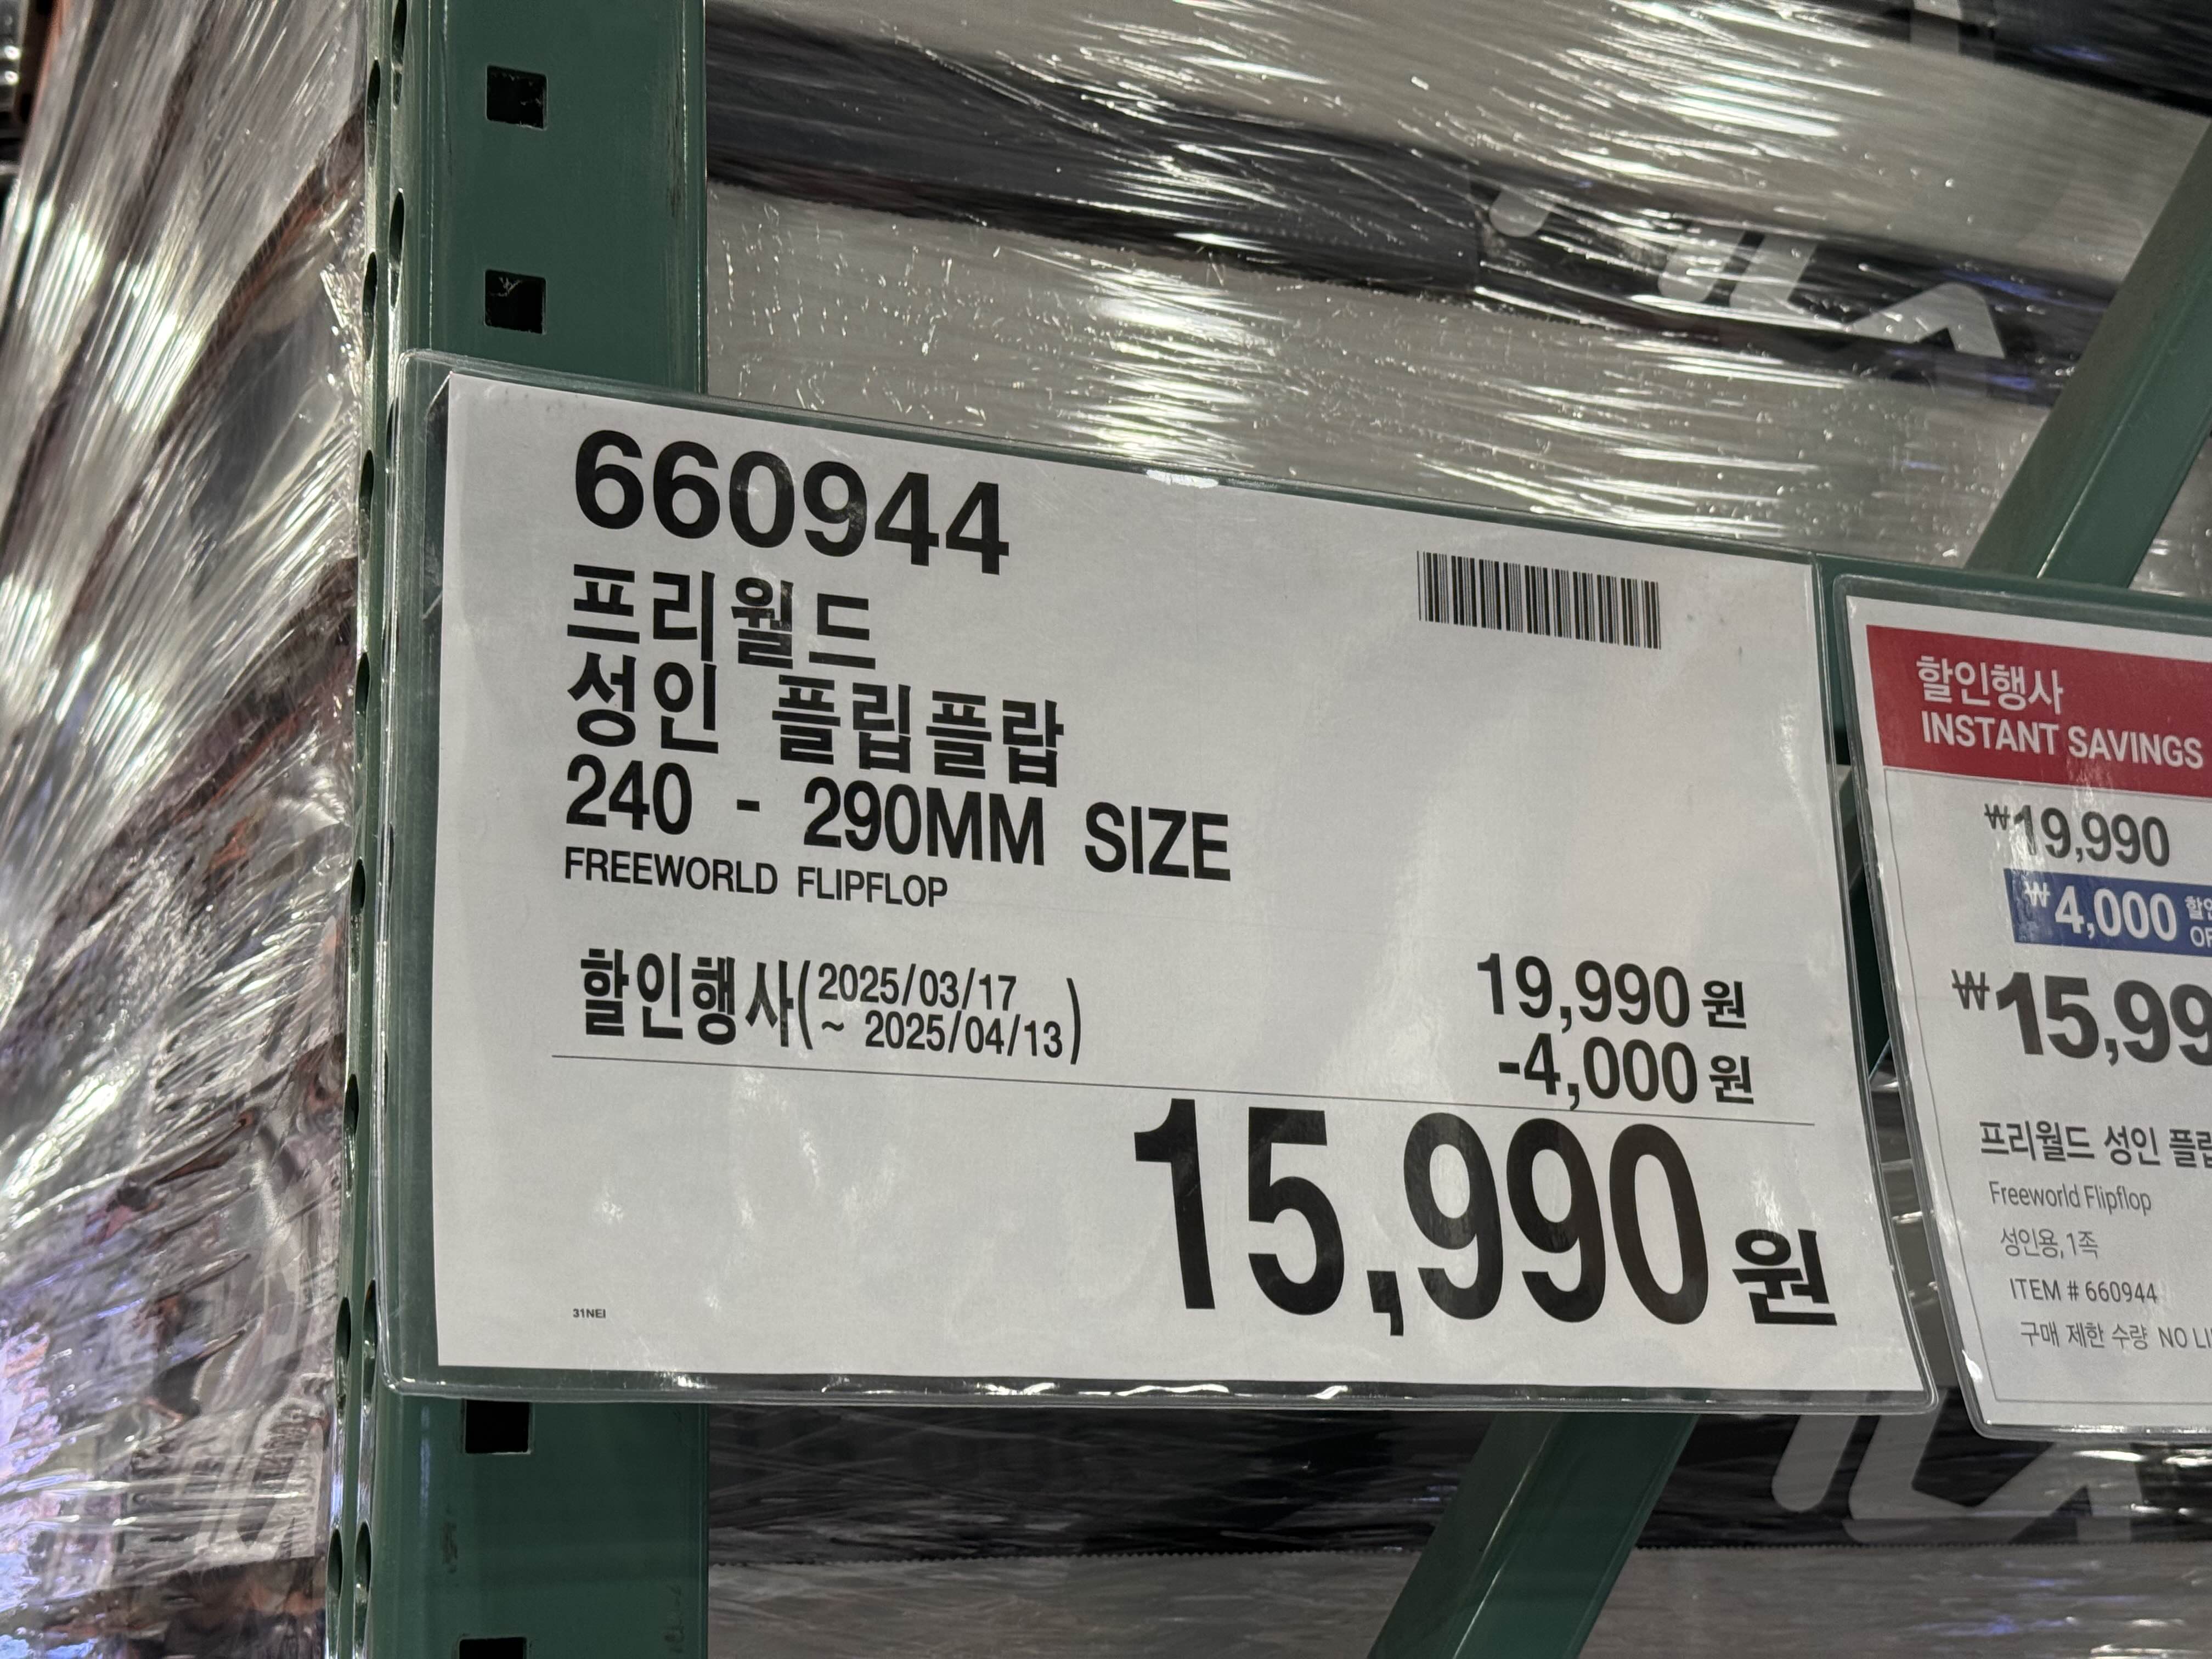 660944
프리월드
성인 플립플랍
240 - 290MM SIZE
FREEWORLD FLIPFLOP
할인행사(2025/03/17
~ 2025/04/13)
19,990원
-4,000원
15,990원
31NEI
할인행사
INSTANT SAVINGS
₩19,990
₩4,000
₩15,99
프리월드 성인
Freeworld Flipflop
성인용,1족
ITEM # 660944
구매 제한 수량 NO